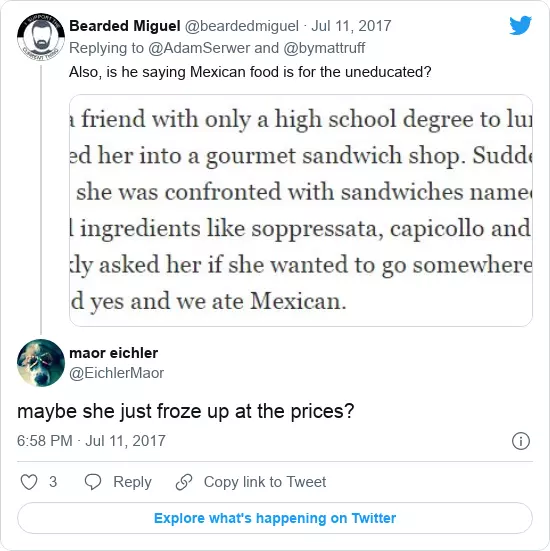 Bearded Miguel @beardedmiguel · Jul 11, 2017
Replying to @AdamSerwer and @bymattruff
Also, is he saying Mexican food is for the uneducated?
a friend with only a high school degree to lu
ed her into a gourmet sandwich shop. Sudde
she was confronted with sandwiches name
ingredients like soppressata, capicollo and
kly asked her if she wanted to go somewhere
d yes and we ate Mexican.
maor eichler
@EichlerMaor
maybe she just froze up at the prices?
6:58 PM · Jul 11, 2017
3 Reply Copy link to Tweet
Explore what's happening on Twitter